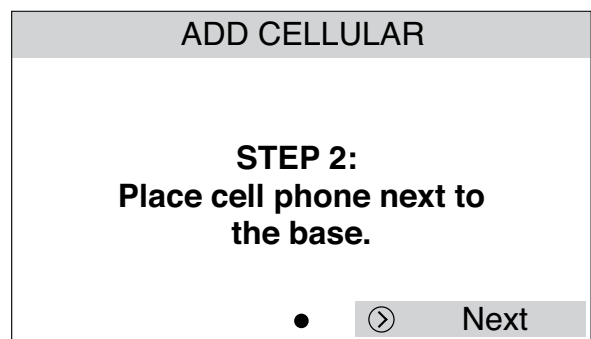 ADD CELLULAR
STEP 2:
Place cell phone next to
the base.
Next